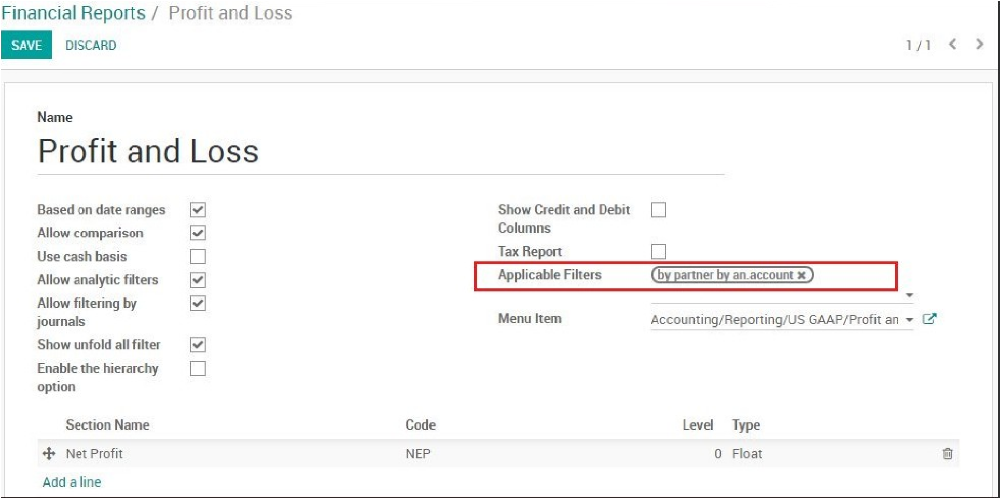 Financial Reports / Profit and Loss
SAVE DISCARD 1 / 1
Name
Profit and Loss
Based on date ranges
Allow comparison
Use cash basis
Allow analytic filters
Allow filtering by
journals
Show unfold all filter
Enable the hierarchy
option
Show Credit and Debit
Columns
Tax Report
Applicable Filters by partner by an.account
Menu Item Accounting/Reporting/US GAAP/Profit an
Section Name Code Level Type
Net Profit NEP 0 Float
Add a line